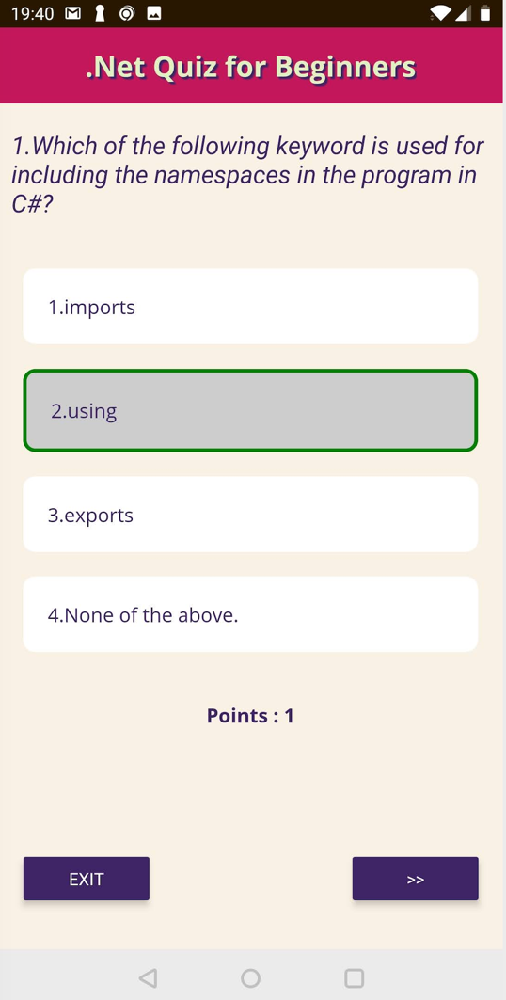 19:40
.Net Quiz for Beginners
1.Which of the following keyword is used for
including the namespaces in the program in
C#?
1.imports
2.using
3.exports
4.None of the above.
Points : 1
EXIT
>>